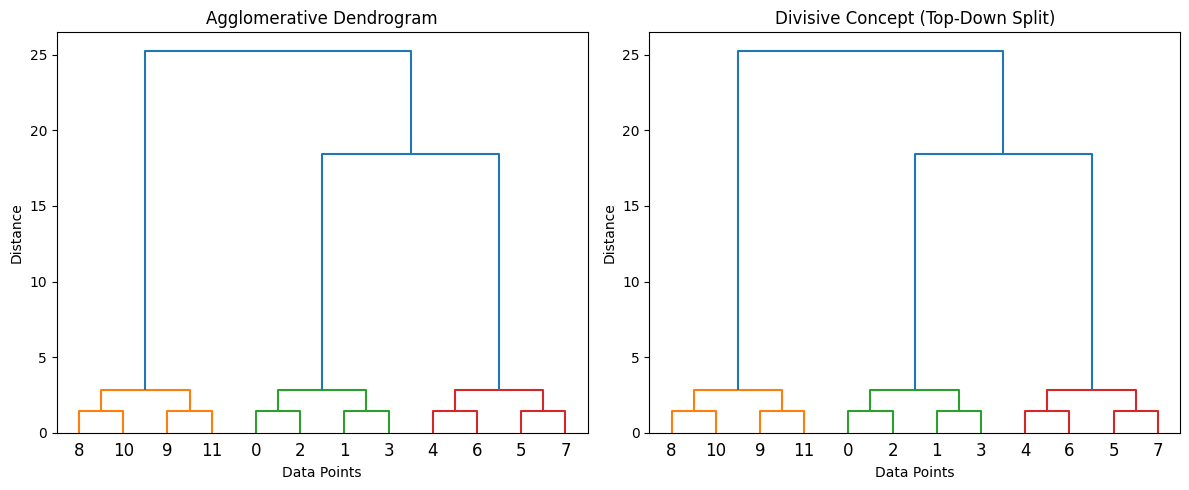 Agglomerative Dendrogram
25
20
15
10
5
0
Distance
8 10 9 11 0 2 1 3 4 6 5 7
Data Points
Divisive Concept (Top-Down Split)
25
20
15
10
5
0
Distance
8 10 9 11 0 2 1 3 4 6 5 7
Data Points